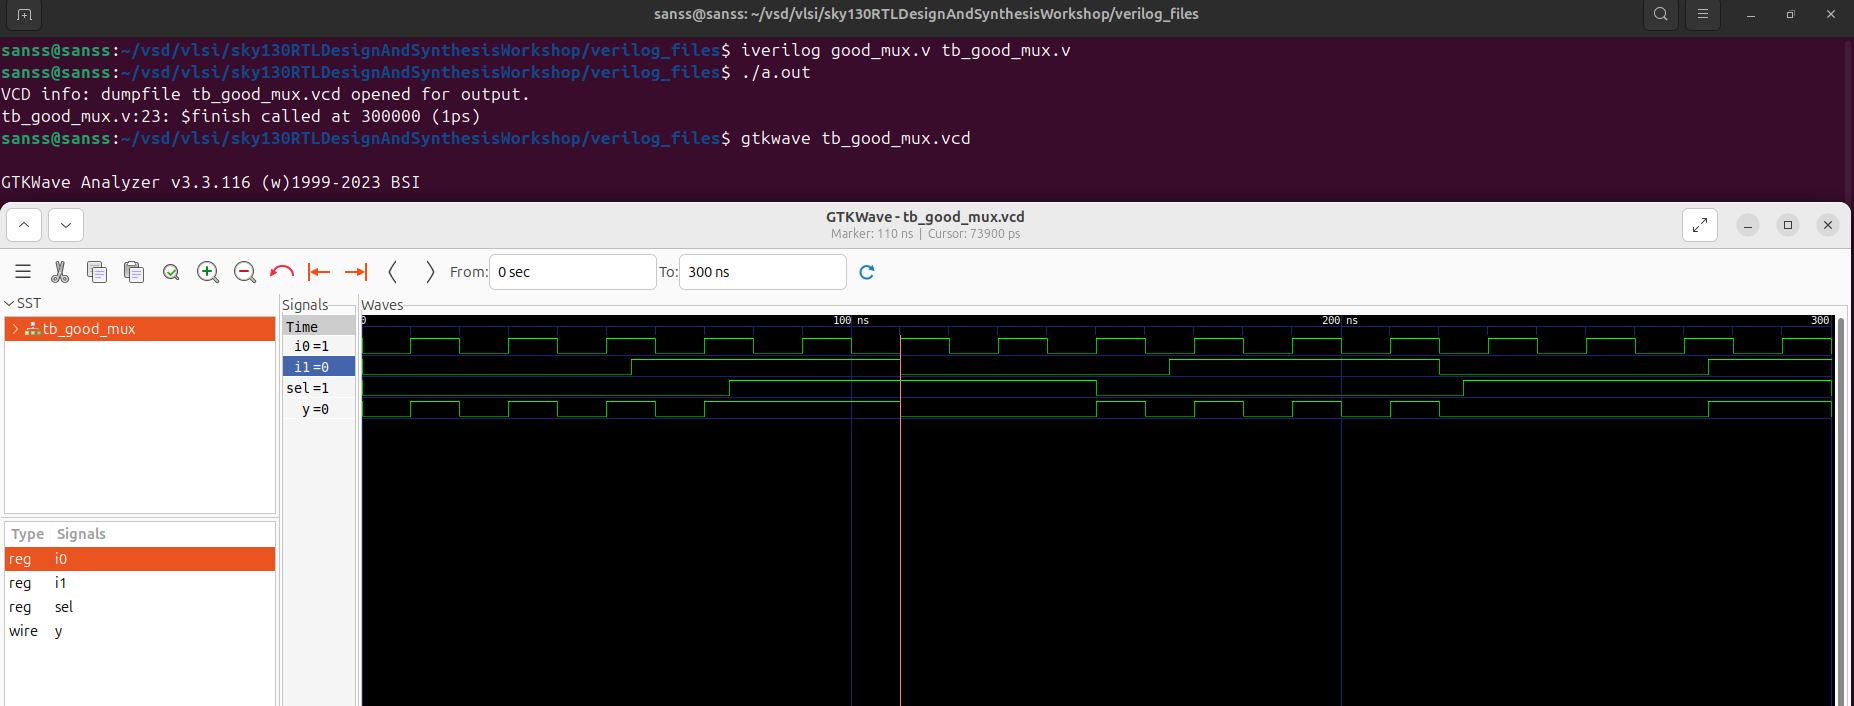 sanss@sanss: ~/vsd/vlsi/sky130RTLDesignAndSynthesisWorkshop/verilog_files
sanss@sanss:~/vsd/vlsi/sky130RTLDesignAndSynthesisWorkshop/verilog_files$ iverilog good_mux.v tb_good_mux.v
sanss@sanss:~/vsd/vlsi/sky130RTLDesignAndSynthesisWorkshop/verilog_files$ ./a.out
VCD info: dumpfile tb_good_mux.vcd opened for output.
tb_good_mux.v:23: $finish called at 300000 (1ps)
sanss@sanss:~/vsd/vlsi/sky130RTLDesignAndSynthesisWorkshop/verilog_files$ gtkwave tb_good_mux.vcd
GTKWave Analyzer v3.3.116 (w)1999-2023 BSI
GTKWave - tb_good_mux.vcd
Marker: 110 ns | Cursor: 73900 ps
From: 0 sec To: 300 ns
SST
tb_good_mux
Type Signals
reg i0
reg i1
reg sel
wire y
Signals
Time
i0=1
i1=0
sel=1
y=0
Waves
0 100 ns 200 ns 300